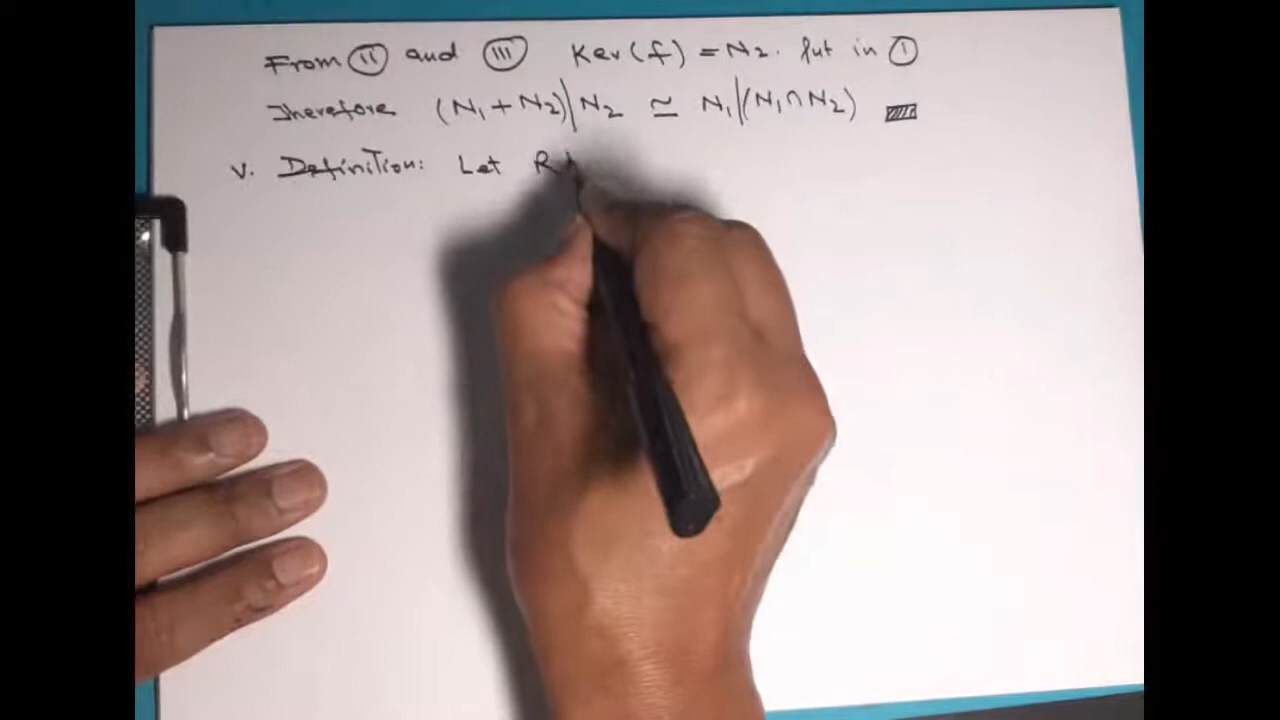 From (II) and (III) Ker(f) = N₂. Put in (I)
Therefore (N₁ + N₂)|N₂ ≃ N₁|(N₁ ∩ N₂)
V. Definition: Let R